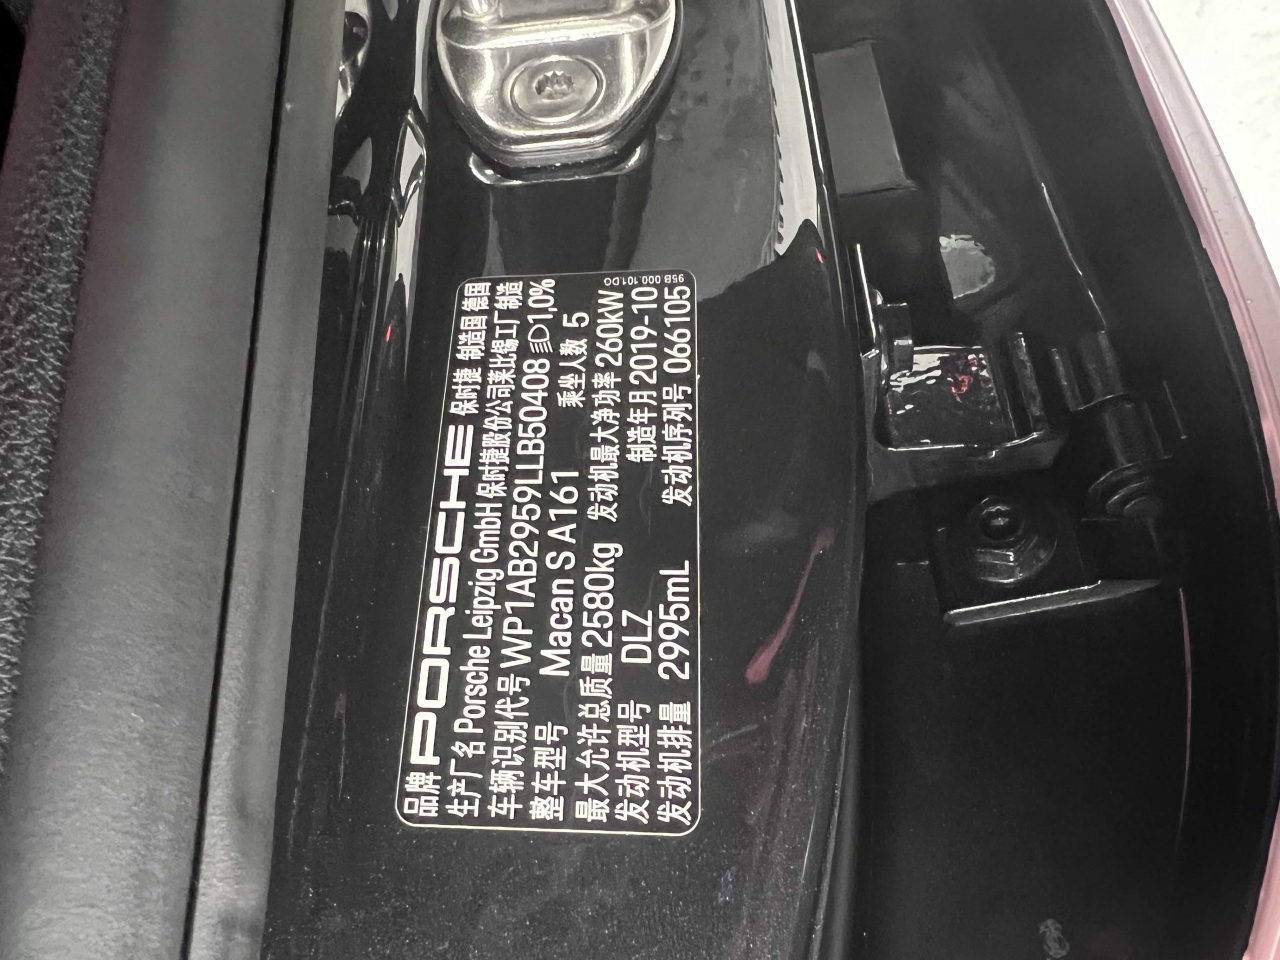 95B 000.101 DG
品牌 PORSCHE 保时捷 制造国 德国
生产厂名 Porsche Leipzig GmbH 保时捷股份公司莱比锡工厂制造
车辆识别代号 WP1AB2959LLB50408 1,0%
整车型号 Macan S A161 乘坐人数 5
最大允许总质量 2580kg 发动机最大净功率 260kW
发动机型号 DLZ 制造年月 2019-10
发动机排量 2995mL 发动机序列号 066105